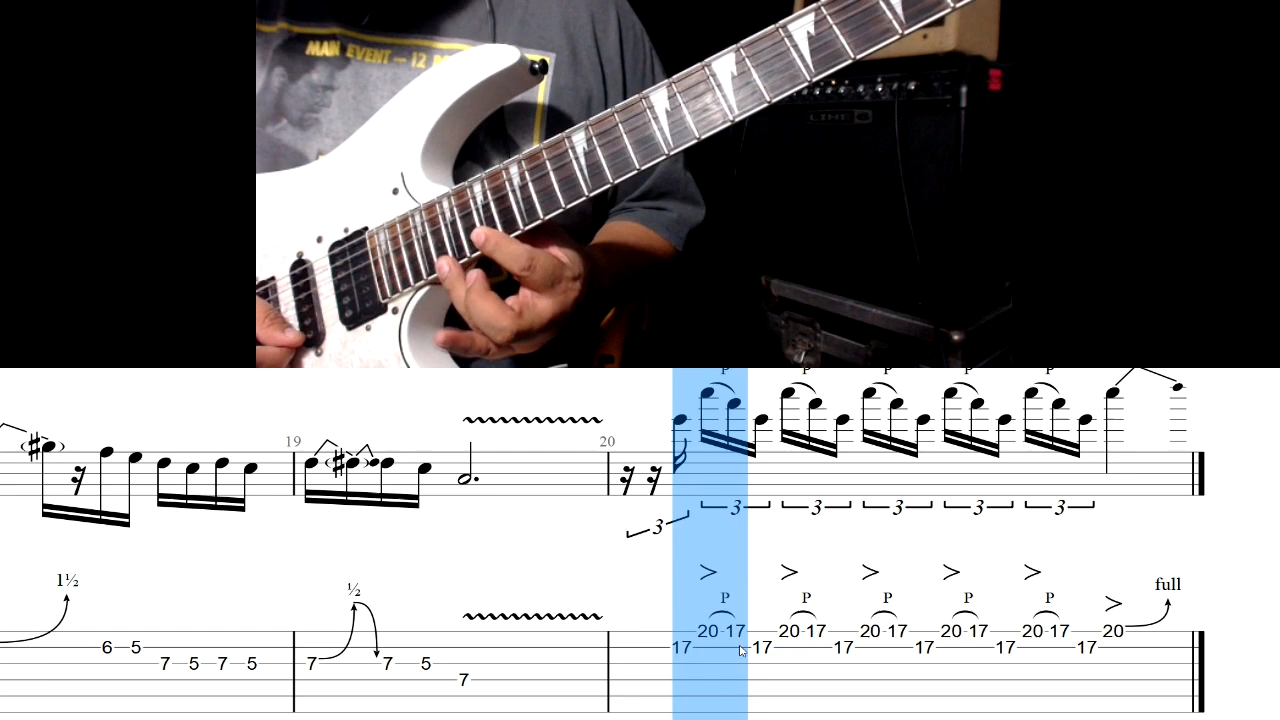 MAIN EVENT – 12
LINE 6
P P P P P
19 20
3 3 3 3 3 3
1½ ½ > > > > > > full
P P P P P
20 17 20 17 20 17 20 17 20 17 20
6 5 17 17 17 17 17 17
7 5 7 5 7 7 5
7